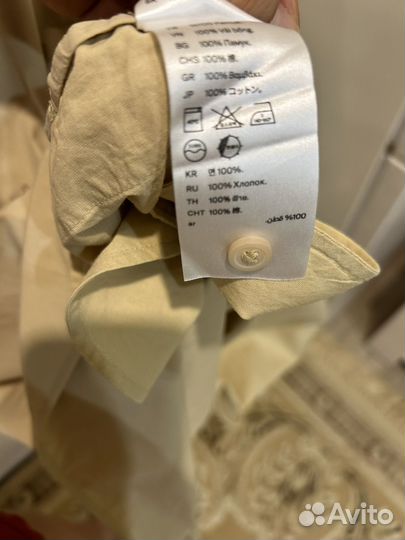 VN 100% Vải bông.
BG 100% Памук.
CHS 100% 棉.
GR 100% Βαμβάκι.
JP 100% コットン.
KR 면 100%.
RU 100% Хлопок.
TH 100% ฝ้าย.
CHT 100% 棉.
ar
100% قطن.
Avito